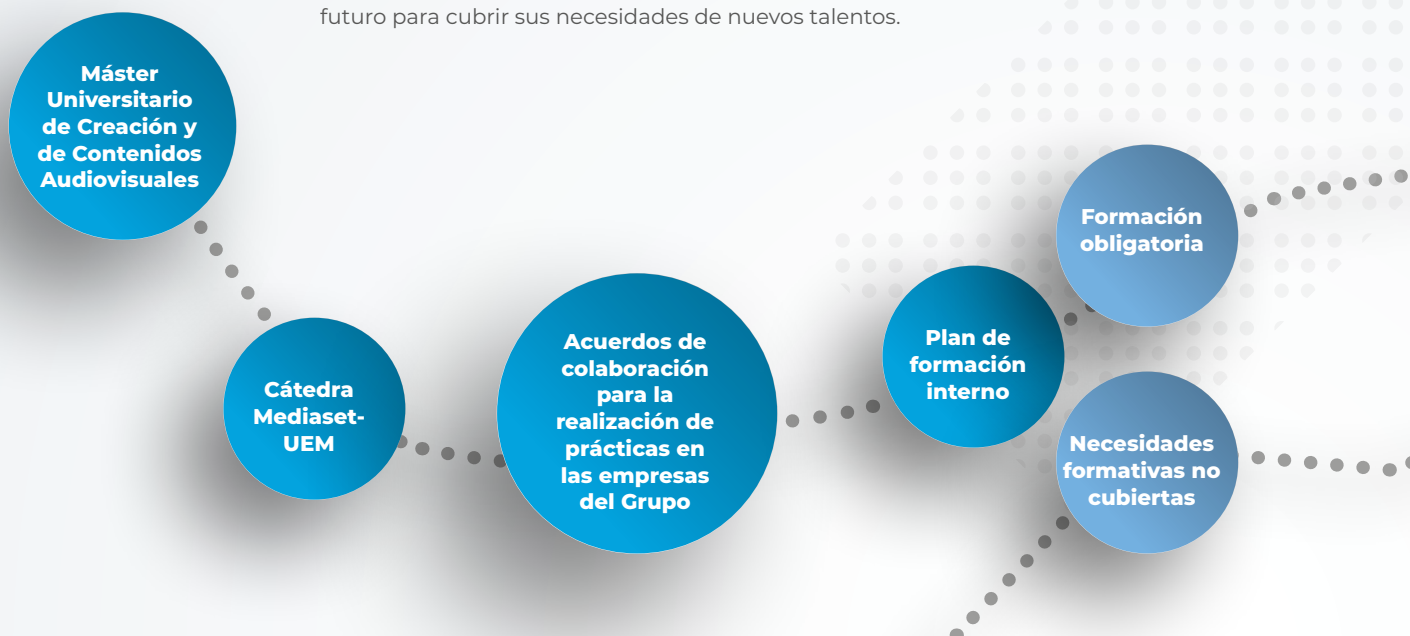 futuro para cubrir sus necesidades de nuevos talentos.
Máster
Universitario
de Creación y
de Contenidos
Audiovisuales
Cátedra
Mediaset-
UEM
Acuerdos de
colaboración
para la
realización de
prácticas en
las empresas
del Grupo
Plan de
formación
interno
Formación
obligatoria
Necesidades
formativas no
cubiertas